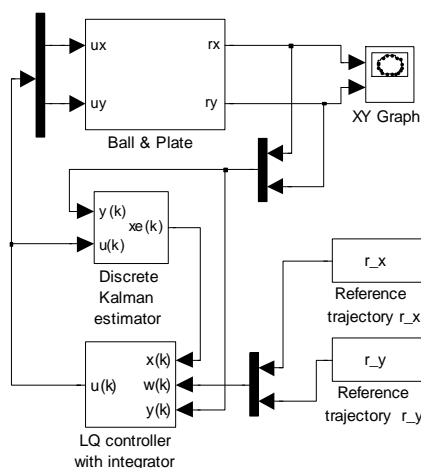 ux
uy
rx
ry
Ball & Plate
XY Graph
y(k)
u(k)
xe(k)
Discrete
Kalman
estimator
r_x
Reference
trajectory r_x
r_y
Reference
trajectory r_y
u(k)
x(k)
w(k)
y(k)
LQ controller
with integrator